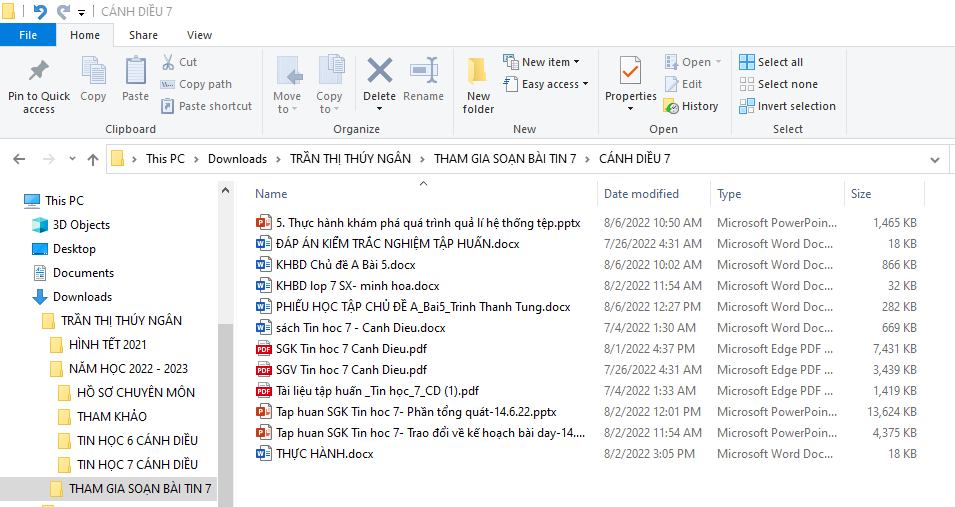 CÁNH DIỀU 7
File Home Share View
Pin to Quick access
Copy
Paste
Cut
Copy path
Paste shortcut
Clipboard
Move to
Copy to
Delete
Rename
Organize
New folder
New item
Easy access
New
Properties
Open
Edit
History
Open
Select all
Select none
Invert selection
Select
This PC > Downloads > TRẦN THỊ THÚY NGÂN > THAM GIA SOẠN BÀI TIN 7 > CÁNH DIỀU 7
This PC
3D Objects
Desktop
Documents
Downloads
TRẦN THỊ THÚY NGÂN
HÌNH TẾT 2021
NĂM HỌC 2022 - 2023
HỒ SƠ CHUYÊN MÔN
THAM KHẢO
TIN HỌC 6 CÁNH DIỀU
TIN HỌC 7 CÁNH DIỀU
THAM GIA SOẠN BÀI TIN 7
Name Date modified Type Size
5. Thực hành khám phá quá trình quả lí hệ thống tệp.pptx 8/6/2022 10:50 AM Microsoft PowerPoin... 1,465 KB
ĐÁP ÁN KIỂM TRẮC NGHIỆM TẬP HUẤN.docx 7/26/2022 4:31 AM Microsoft Word Doc... 18 KB
KHBD Chủ đề A Bài 5.docx 8/6/2022 10:02 AM Microsoft Word Doc... 866 KB
KHBD lop 7 SX- minh hoa.docx 8/2/2022 11:54 AM Microsoft Word Doc... 32 KB
PHIẾU HỌC TẬP CHỦ ĐỀ A_Bai5_Trinh Thanh Tung.docx 8/6/2022 12:27 PM Microsoft Word Doc... 282 KB
sách Tin hoc 7 - Canh Dieu.docx 7/4/2022 1:30 AM Microsoft Word Doc... 669 KB
SGK Tin hoc 7 Canh Dieu.pdf 8/1/2022 4:37 PM Microsoft Edge PDF ... 7,431 KB
SGV Tin hoc 7 Canh Dieu.pdf 7/26/2022 4:31 AM Microsoft Edge PDF ... 3,439 KB
Tài liệu tập huấn _Tin học_7_CD (1).pdf 7/4/2022 1:33 AM Microsoft Edge PDF ... 1,419 KB
Tap huan SGK Tin hoc 7- Phần tổng quát-14.6.22.pptx 8/2/2022 12:01 PM Microsoft PowerPoin... 13,624 KB
Tap huan SGK Tin hoc 7- Trao đổi về kế hoạch bài day-14.... 8/2/2022 11:54 AM Microsoft PowerPoin... 4,375 KB
THỰC HÀNH.docx 8/2/2022 3:05 PM Microsoft Word Doc... 18 KB